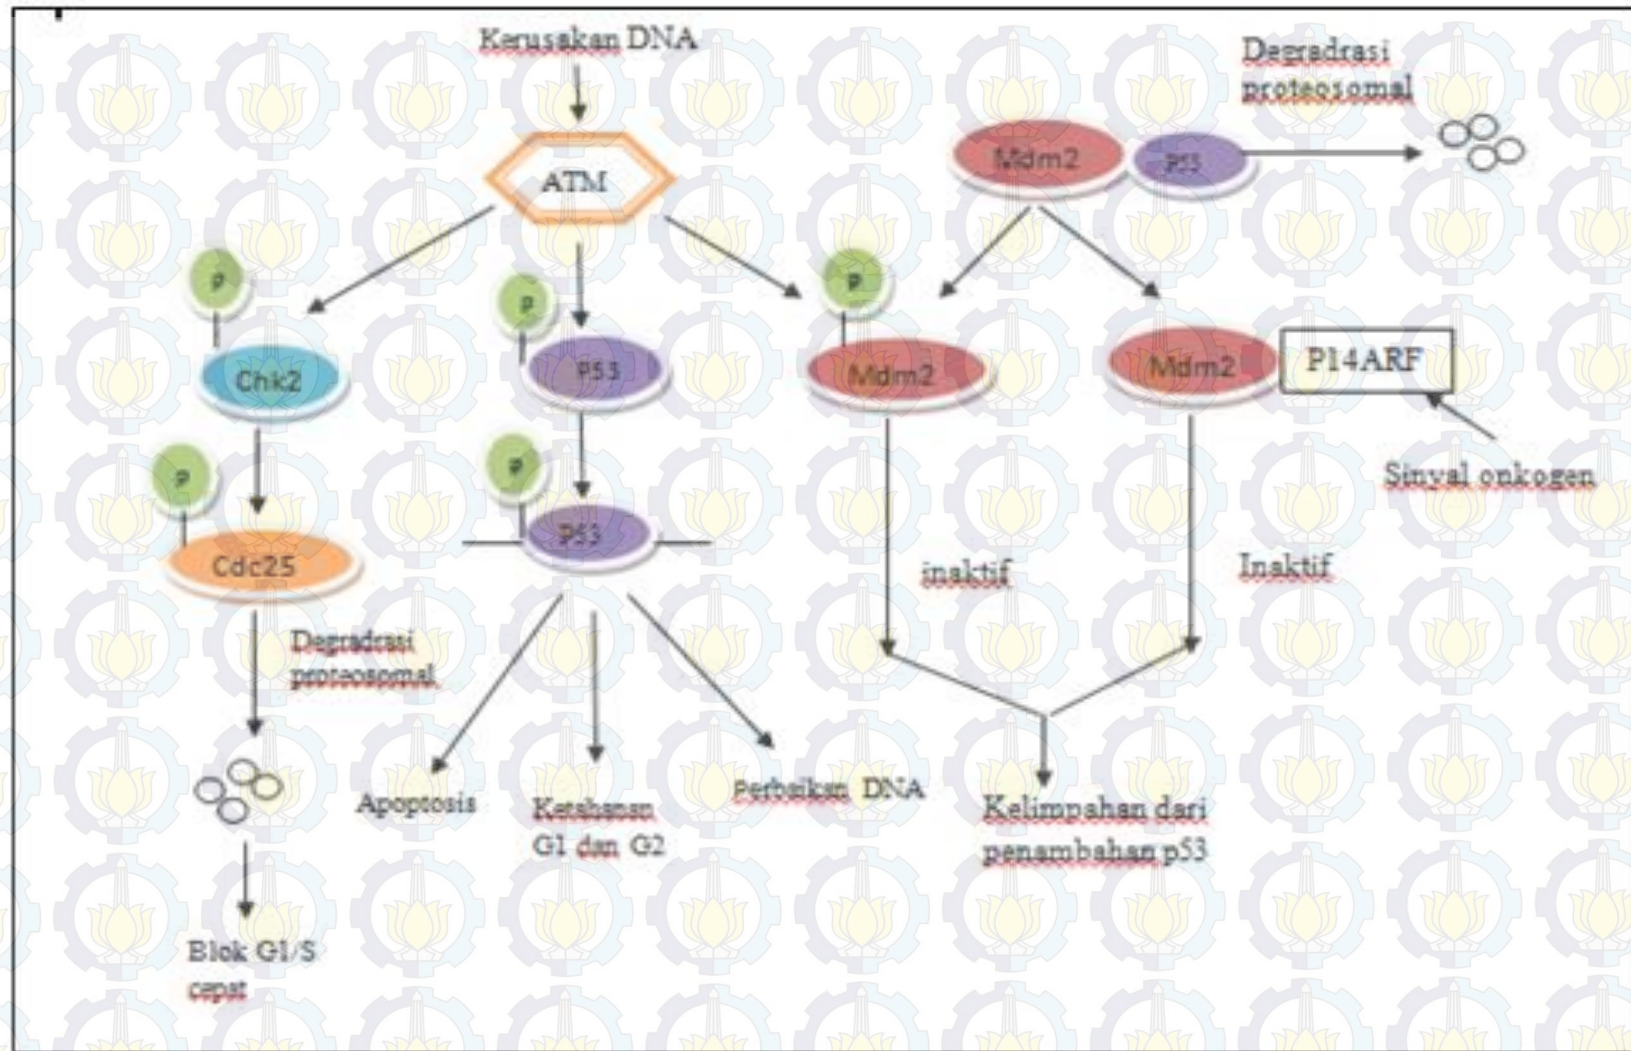 Kerusakan DNA
Degradrasi
proteosomal
ATM
Mdm2
P53
P
Chk2
P
P53
P
Mdm2
Mdm2
P14ARF
Sinyal onkogen
P
Cdc25
P
P53
inaktif
Inaktif
Degradrasi
proteosomal
Apoptosis
Ketahanan
G1 dan G2
Perbaikan DNA
Kelimpahan dari
penambahan p53
Blok G1/S
cepat